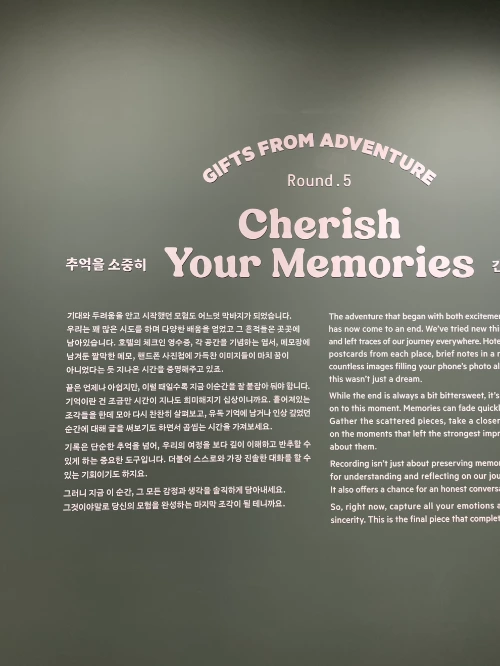 GIFTS FROM ADVENTURE
Round.5
Cherish
추억을 소중히 Your Memories
기대와 두려움을 안고 시작했던 모험도 어느덧 막바지가 되었습니다.
우리는 꽤 많은 시도를 하며 다양한 배움을 얻었고 그 흔적들은 곳곳에
남아있습니다. 호텔의 체크인 영수증, 각 공간을 기념하는 엽서, 메모장에
남겨둔 짤막한 메모, 핸드폰 사진첩에 가득찬 이미지들이 마치 꿈이
아니었다는 듯 지나온 시간을 증명해주고 있죠.
끝은 언제나 아쉽지만, 이럴 때일수록 지금 이순간을 잘 붙잡아 둬야 합니다.
기억이란 건 조금만 시간이 지나도 희미해지기 십상이니까요. 흩어져있는
조각들을 한데 모아 다시 찬찬히 살펴보고, 유독 기억에 남거나 인상 깊었던
순간에 대해 글을 써보기도 하면서 곱씹는 시간을 가져보세요.
기록은 단순한 추억을 넘어, 우리의 여정을 보다 깊이 이해하고 반추할 수
있게 하는 중요한 도구입니다. 더불어 스스로와 가장 진솔한 대화를 할 수
있는 기회이기도 하지요.
그러니 지금 이 순간, 그 모든 감정과 생각을 솔직하게 담아내세요.
그것이야말로 당신의 모험을 완성하는 마지막 조각이 될 테니까요.
The adventure that began with both
has now come to an end. We've tried new
and left traces of our journey everywhere.
postcards from each place, brief notes in a
countless images filling your phone's photo
this wasn't just a dream.
While the end is always a bit bittersweet, it's
on to this moment. Memories can fade
Gather the scattered pieces, take a closer
on the moments that left the strongest
about them.
Recording isn't just about preserving
for understanding and reflecting on our
It also offers a chance for an honest
So, right now, capture all your emotions
sincerity. This is the final piece that